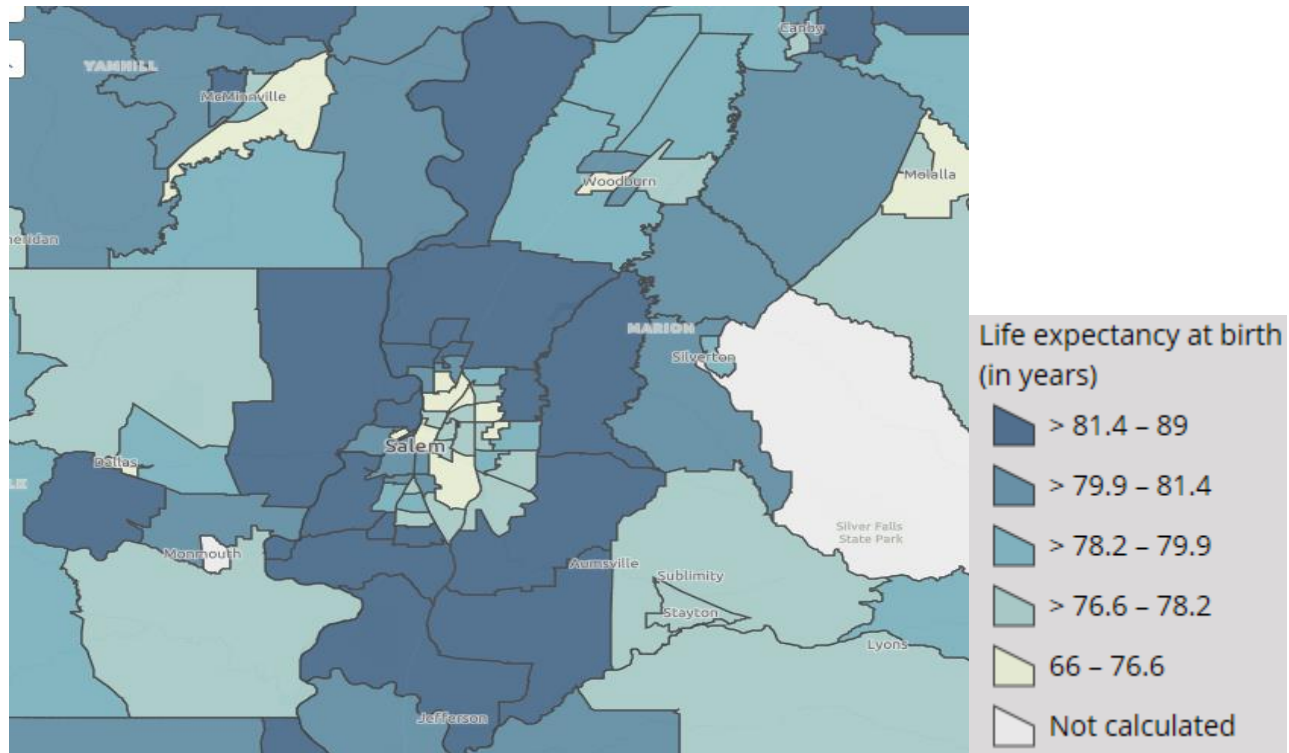 Canby
YAMHILL
McMinnville
Woodburn
Molalla
heridan
MARION
Silverton
Salem
Dallas
LE
Silver Falls
State Park
Monmouth
Aumsville
Sublimity
Stayton
Lyons
Jefferson
Life expectancy at birth
(in years)
> 81.4 – 89
> 79.9 – 81.4
> 78.2 – 79.9
> 76.6 – 78.2
66 – 76.6
Not calculated